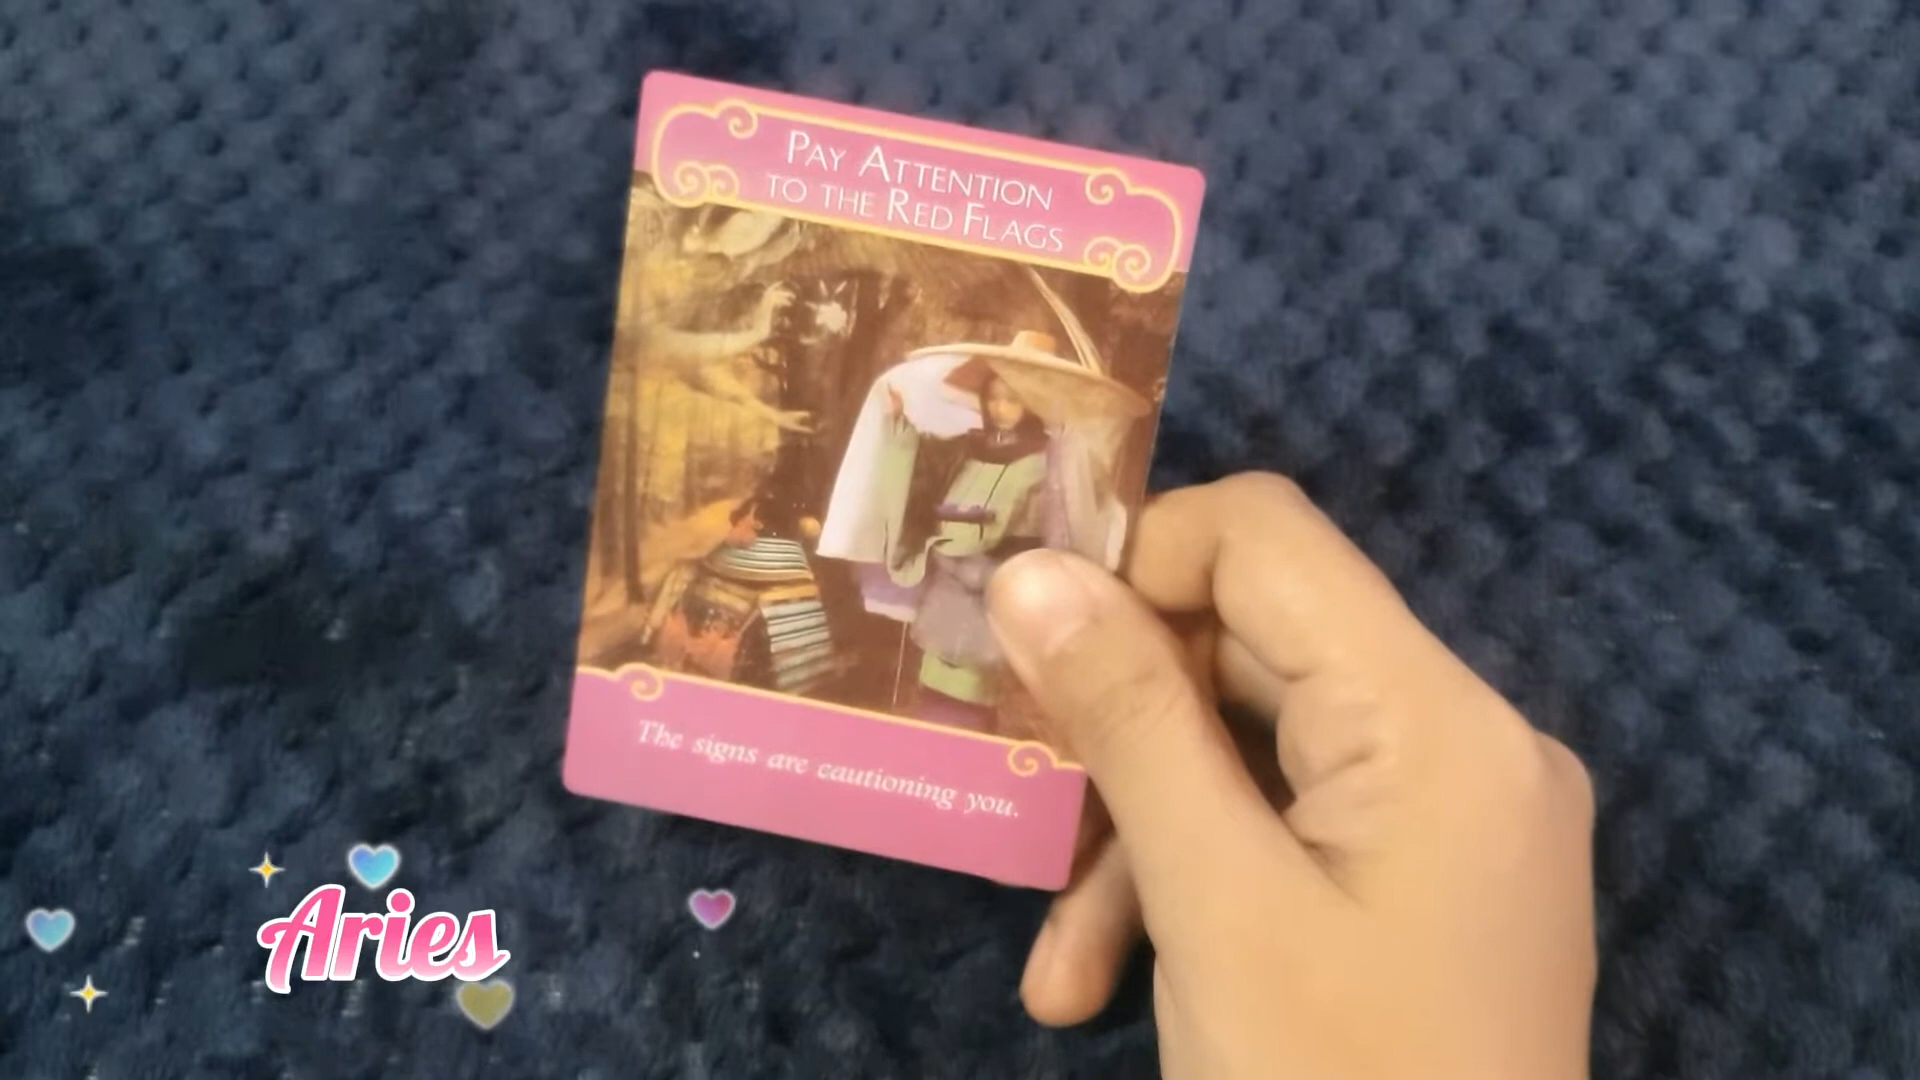 PAY ATTENTION
TO THE RED FLAGS
The signs are cautioning you.
Aries